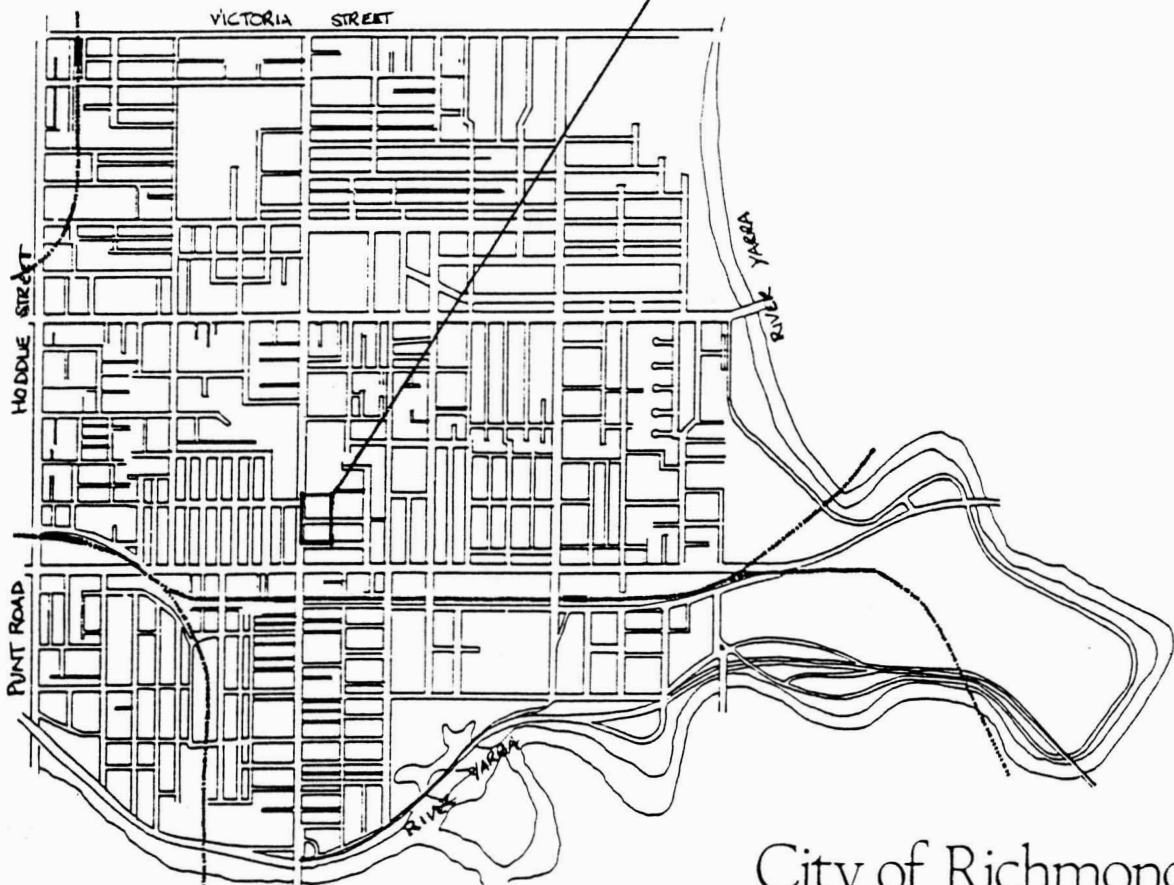 VICTORIA STREET
HODDLE STREET
RIVER YARRA
PUNT ROAD
RIVER YARRA
City of Richmond